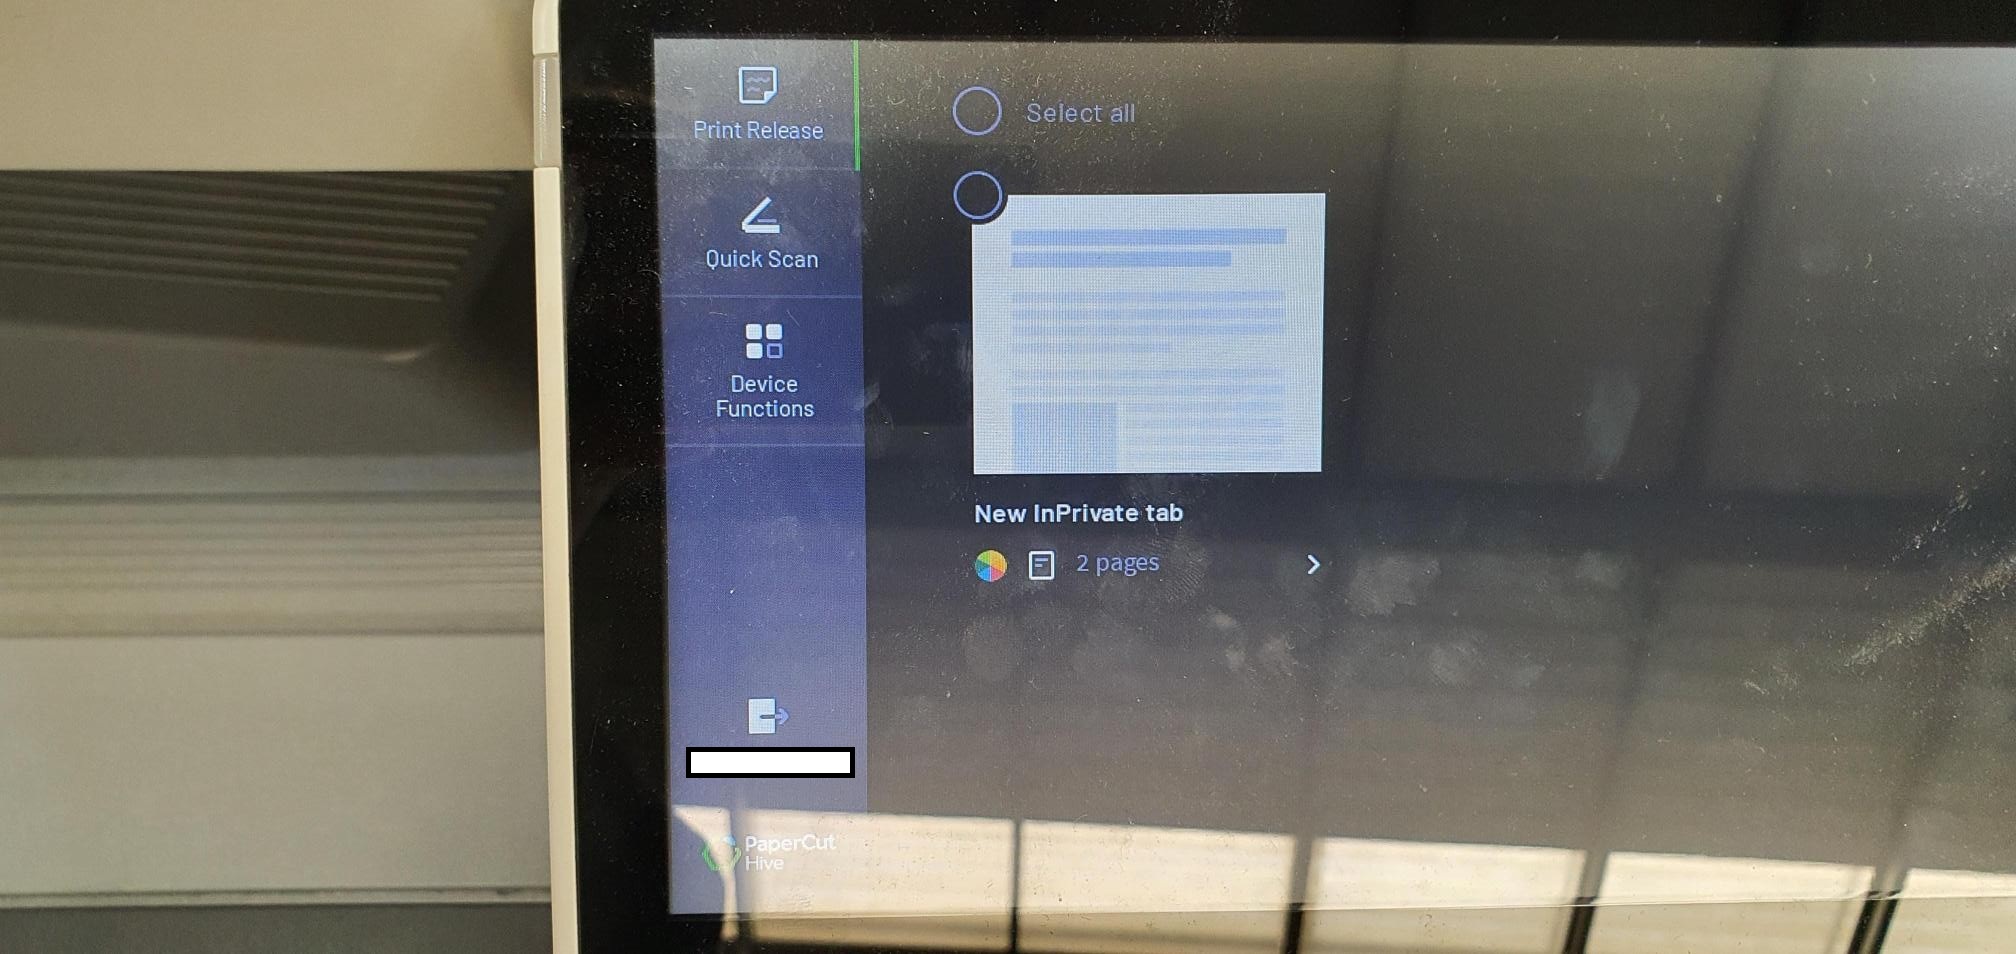 Print Release
Quick Scan
Device
Functions
PaperCut
Hive
Select all
New InPrivate tab
2 pages